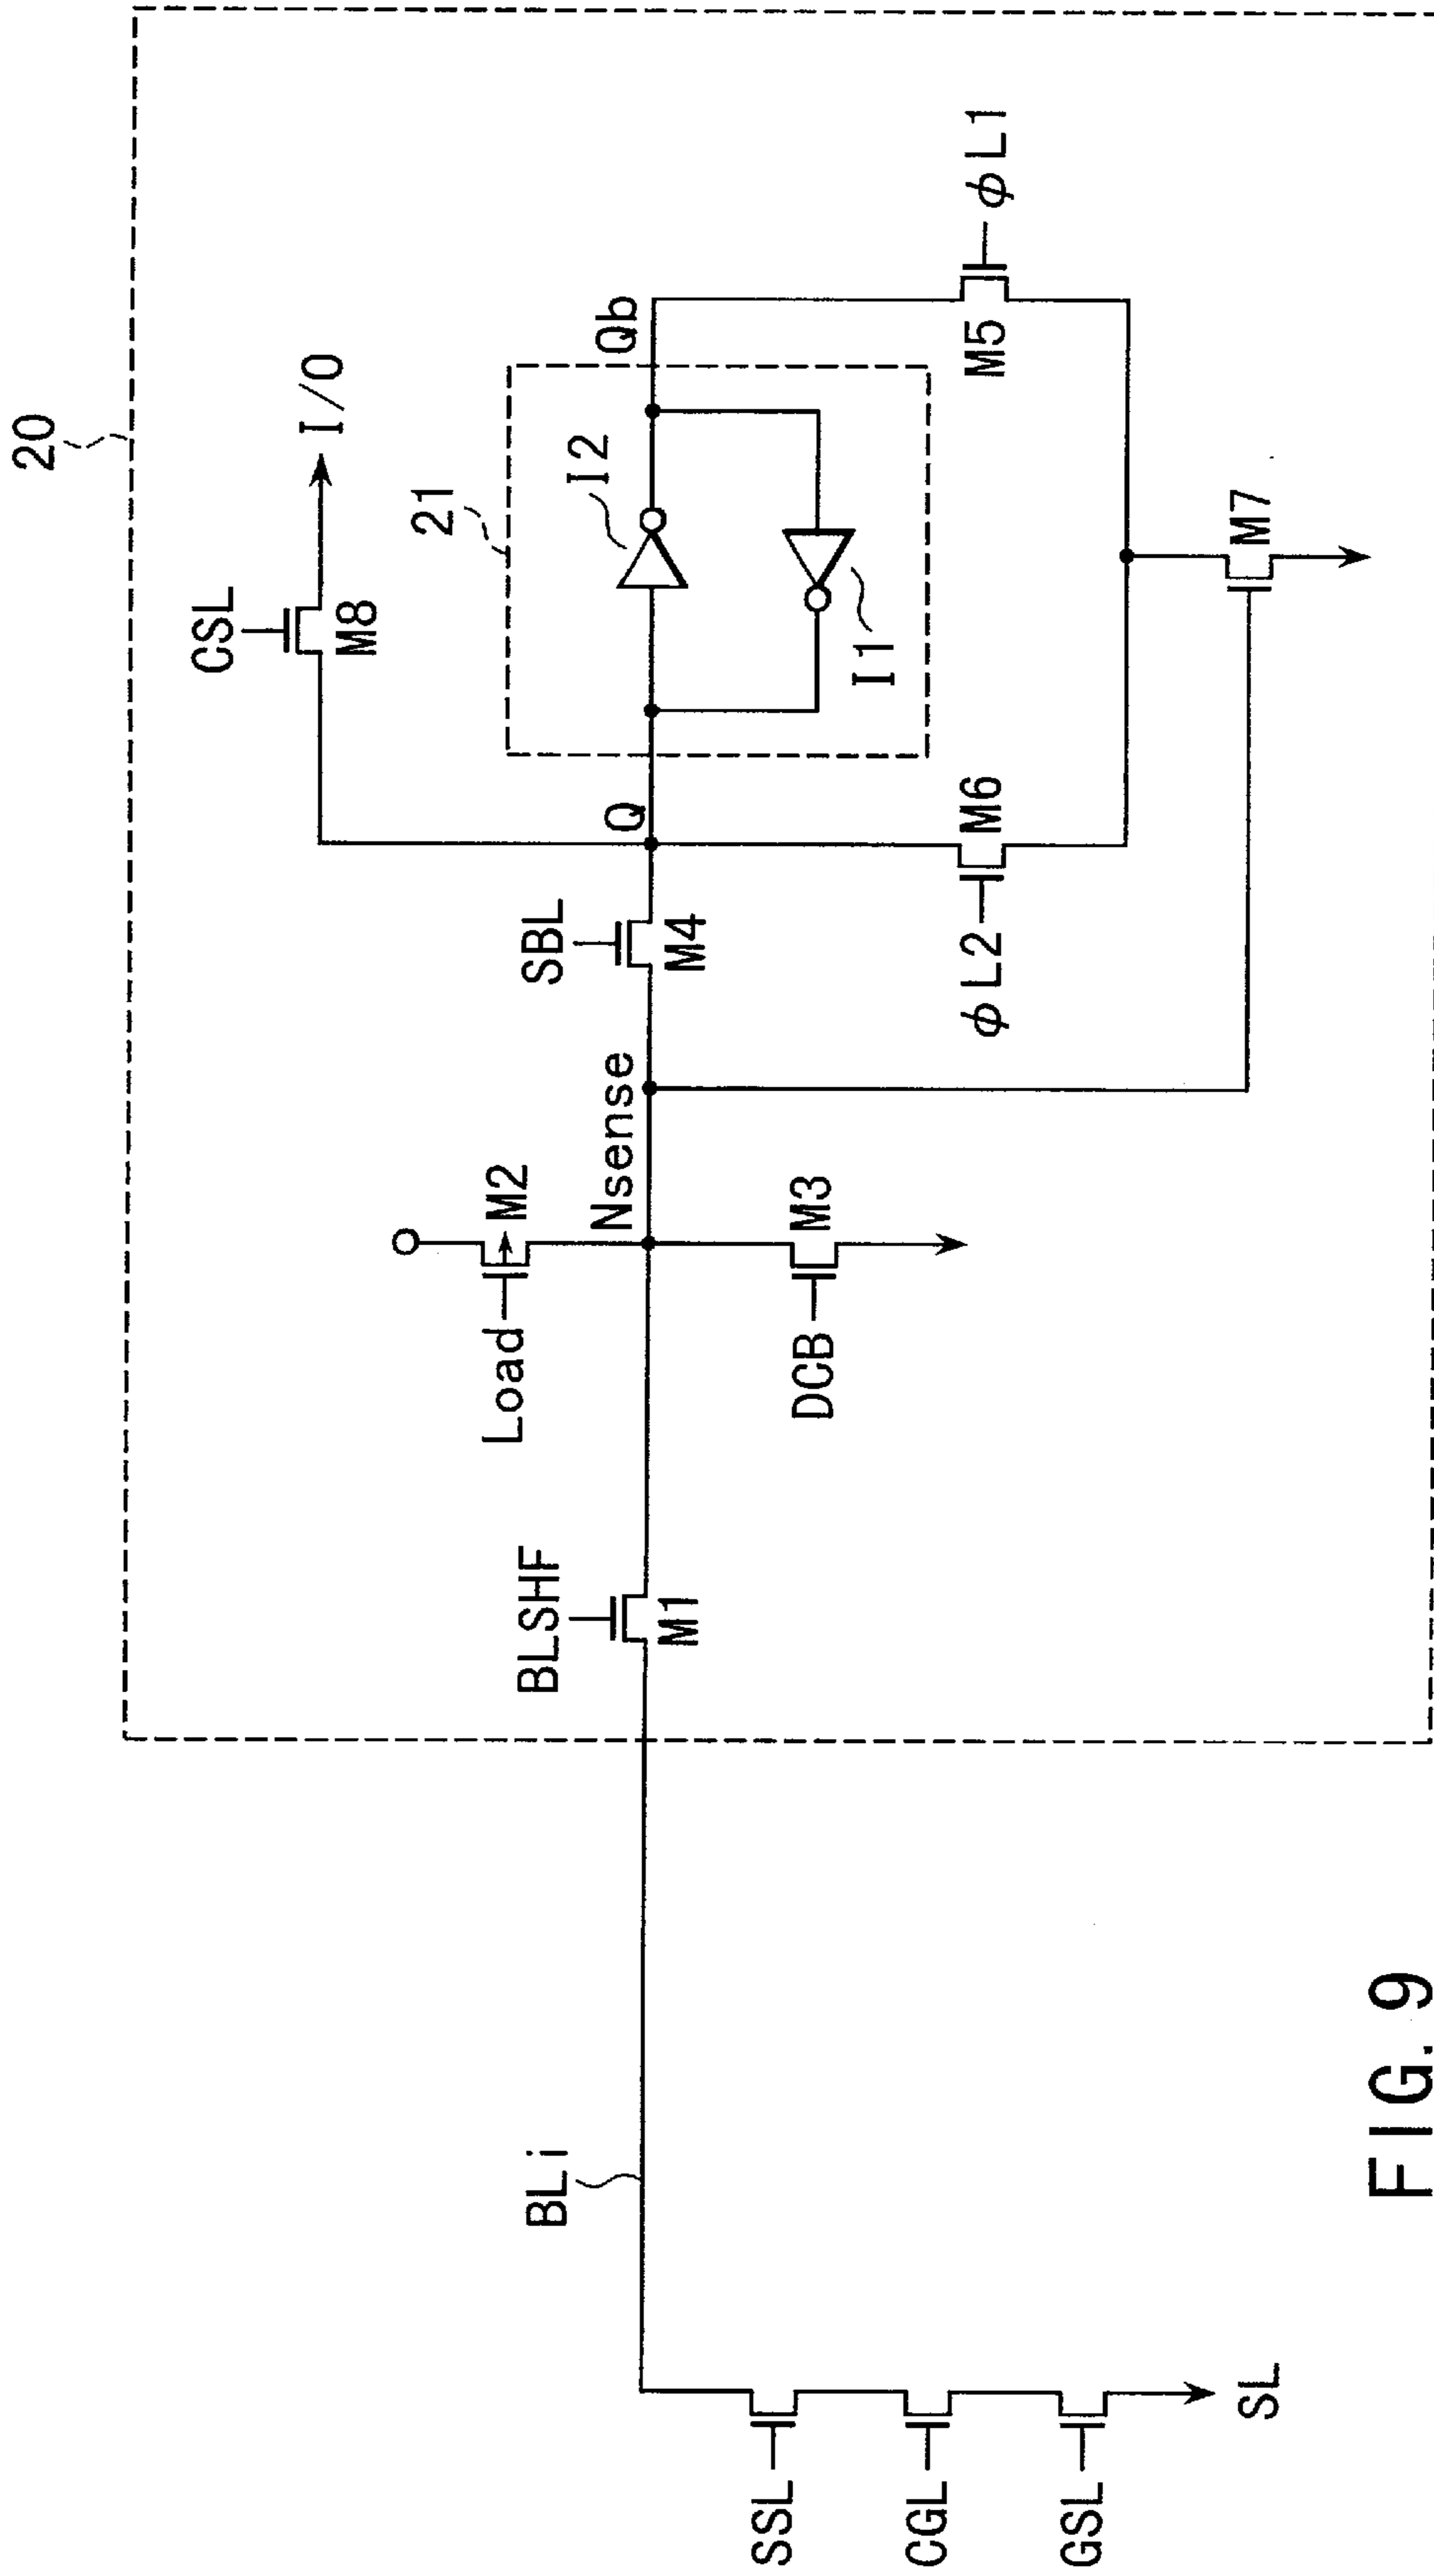 20
CSL
M8
I/O
21
I2
I1
Q
Qb
SBL
M4
Nsense
Load
M2
DCB
M3
BLSHF
M1
φL2
M6
M5
φL1
M7
BLi
SSL
CGL
GSL
SL
FIG. 9